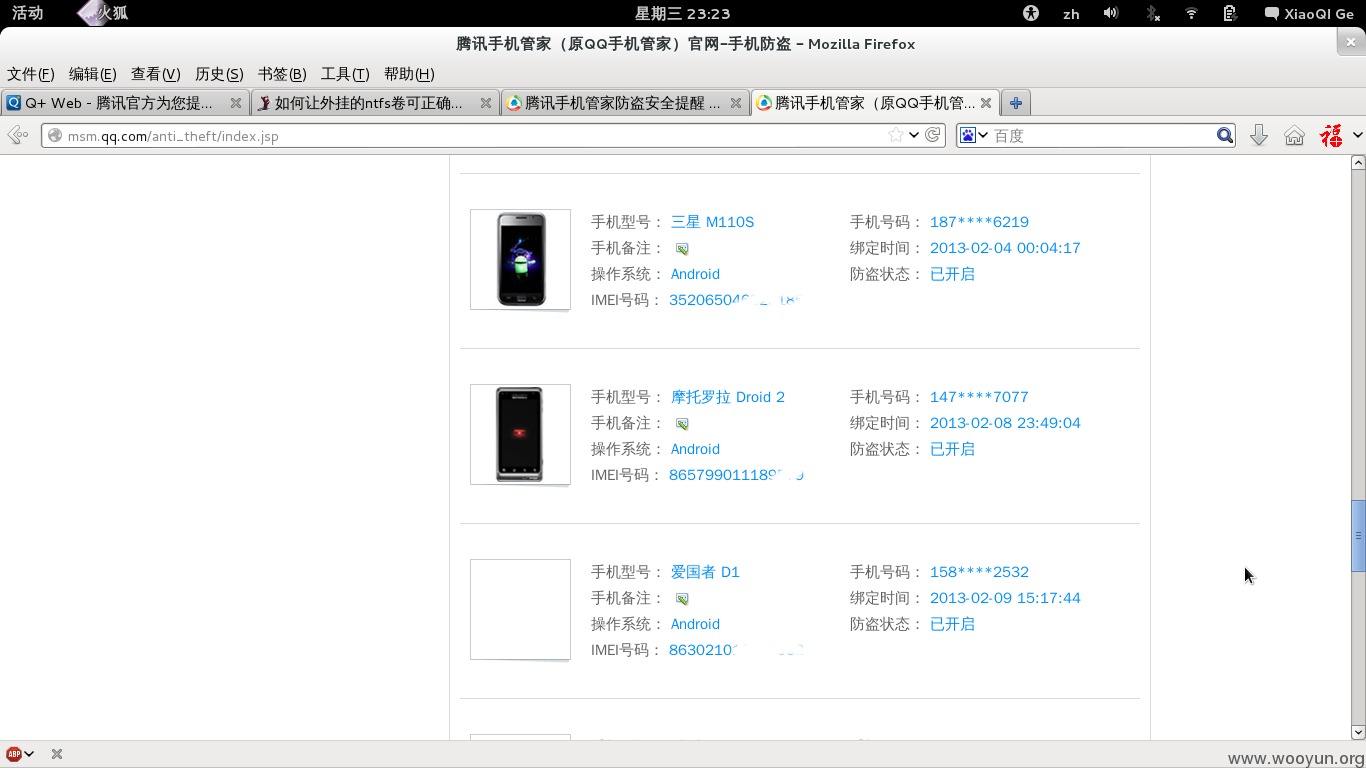 活动 火狐 星期三 23:23 zh XiaoQI Ge
腾讯手机管家（原QQ手机管家）官网-手机防盗 - Mozilla Firefox
文件(F) 编辑(E) 查看(V) 历史(S) 书签(B) 工具(T) 帮助(H)
Q+ Web - 腾讯官方为您提... 如何让外挂的ntfs卷可正确... 腾讯手机管家防盗安全提醒 ... 腾讯手机管家（原QQ手机管...
msm.qq.com/anti_theft/index.jsp 百度 福
手机型号： 三星 M110S 手机号码： 187****6219
手机备注： 绑定时间： 2013-02-04 00:04:17
操作系统： Android 防盗状态： 已开启
IMEI号码： 35206504
手机型号： 摩托罗拉 Droid 2 手机号码： 147****7077
手机备注： 绑定时间： 2013-02-08 23:49:04
操作系统： Android 防盗状态： 已开启
IMEI号码： 865799011189
手机型号： 爱国者 D1 手机号码： 158****2532
手机备注： 绑定时间： 2013-02-09 15:17:44
操作系统： Android 防盗状态： 已开启
IMEI号码： 8630210
ABP
www.wooyun.org